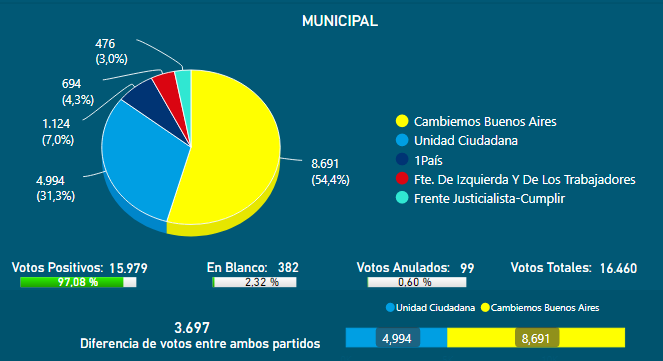 MUNICIPAL
476
(3,0%)
694
(4,3%)
1.124
(7,0%)
4.994
(31,3%)
8.691
(54,4%)
Cambiemos Buenos Aires
Unidad Ciudadana
1País
Fte. De Izquierda Y De Los Trabajadores
Frente Justicialista-Cumplir
Votos Positivos: 15.979
97,08 %
En Blanco: 382
2,32 %
Votos Anulados: 99
0,60 %
Votos Totales: 16.460
Unidad Ciudadana Cambiemos Buenos Aires
3.697
Diferencia de votos entre ambos partidos
4,994 8,691